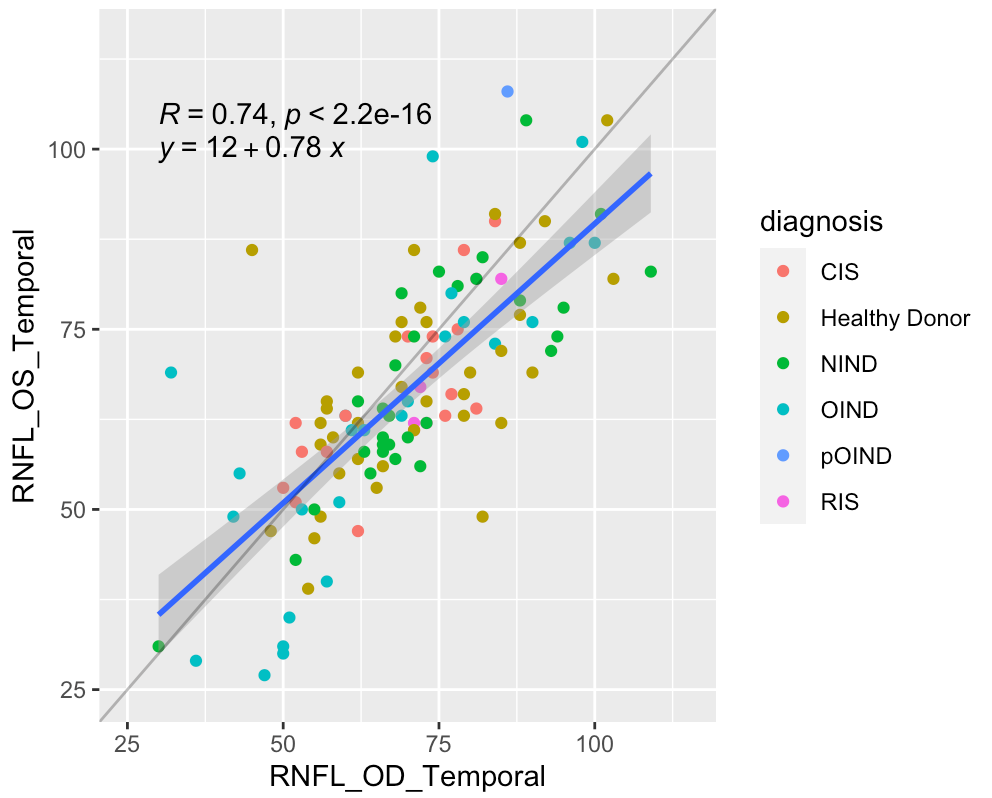 R = 0.74, p < 2.2e-16
y = 12 + 0.78 x
100
75
50
25
RNFL_OS_Temporal
25 50 75 100
RNFL_OD_Temporal
diagnosis
CIS
Healthy Donor
NIND
OIND
pOIND
RIS